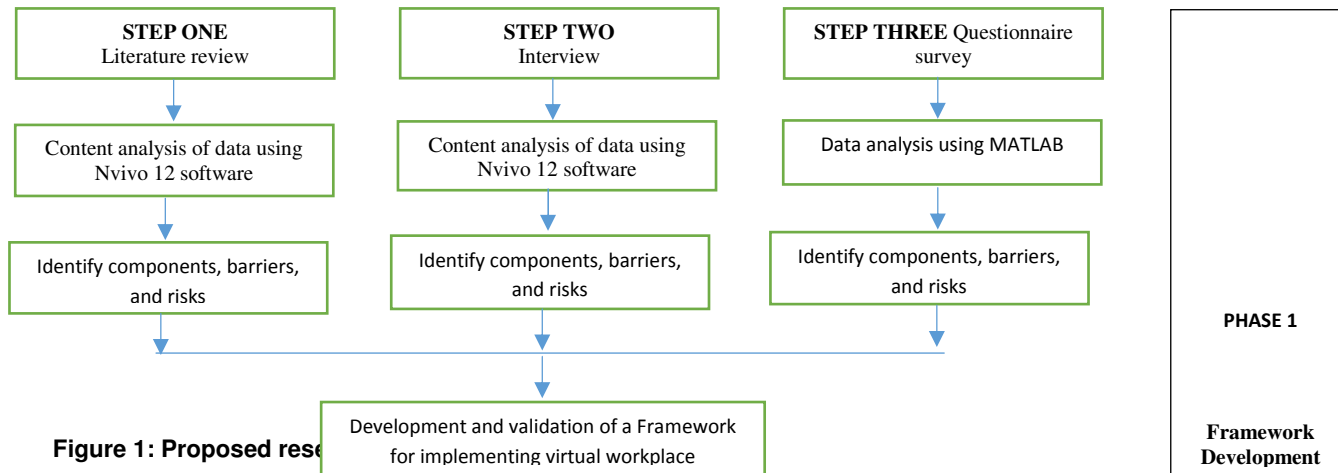 STEP ONE
Literature review
Content analysis of data using
Nvivo 12 software
Identify components, barriers,
and risks
STEP TWO
Interview
Content analysis of data using
Nvivo 12 software
Identify components, barriers,
and risks
STEP THREE Questionnaire
survey
Data analysis using MATLAB
Identify components, barriers,
and risks
Development and validation of a Framework
for implementing virtual workplace
Figure 1: Proposed
PHASE 1
Framework
Development